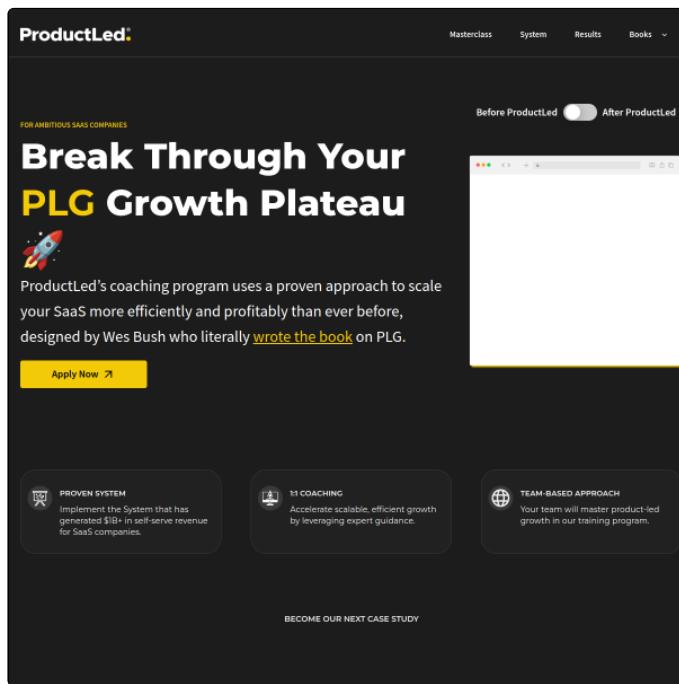 ProductLed.
Masterclass System Results Books
Before ProductLed After ProductLed
FOR AMBITIOUS SAAS COMPANIES
Break Through Your
PLG Growth Plateau
🚀
ProductLed’s coaching program uses a proven approach to scale
your SaaS more efficiently and profitably than ever before,
designed by Wes Bush who literally wrote the book on PLG.
Apply Now
PROVEN SYSTEM
Implement the System that has
generated $1B+ in self-serve revenue
for SaaS companies.
1:1 COACHING
Accelerate scalable, efficient growth
by leveraging expert guidance.
TEAM-BASED APPROACH
Your team will master product-led
growth in our training program.
BECOME OUR NEXT CASE STUDY